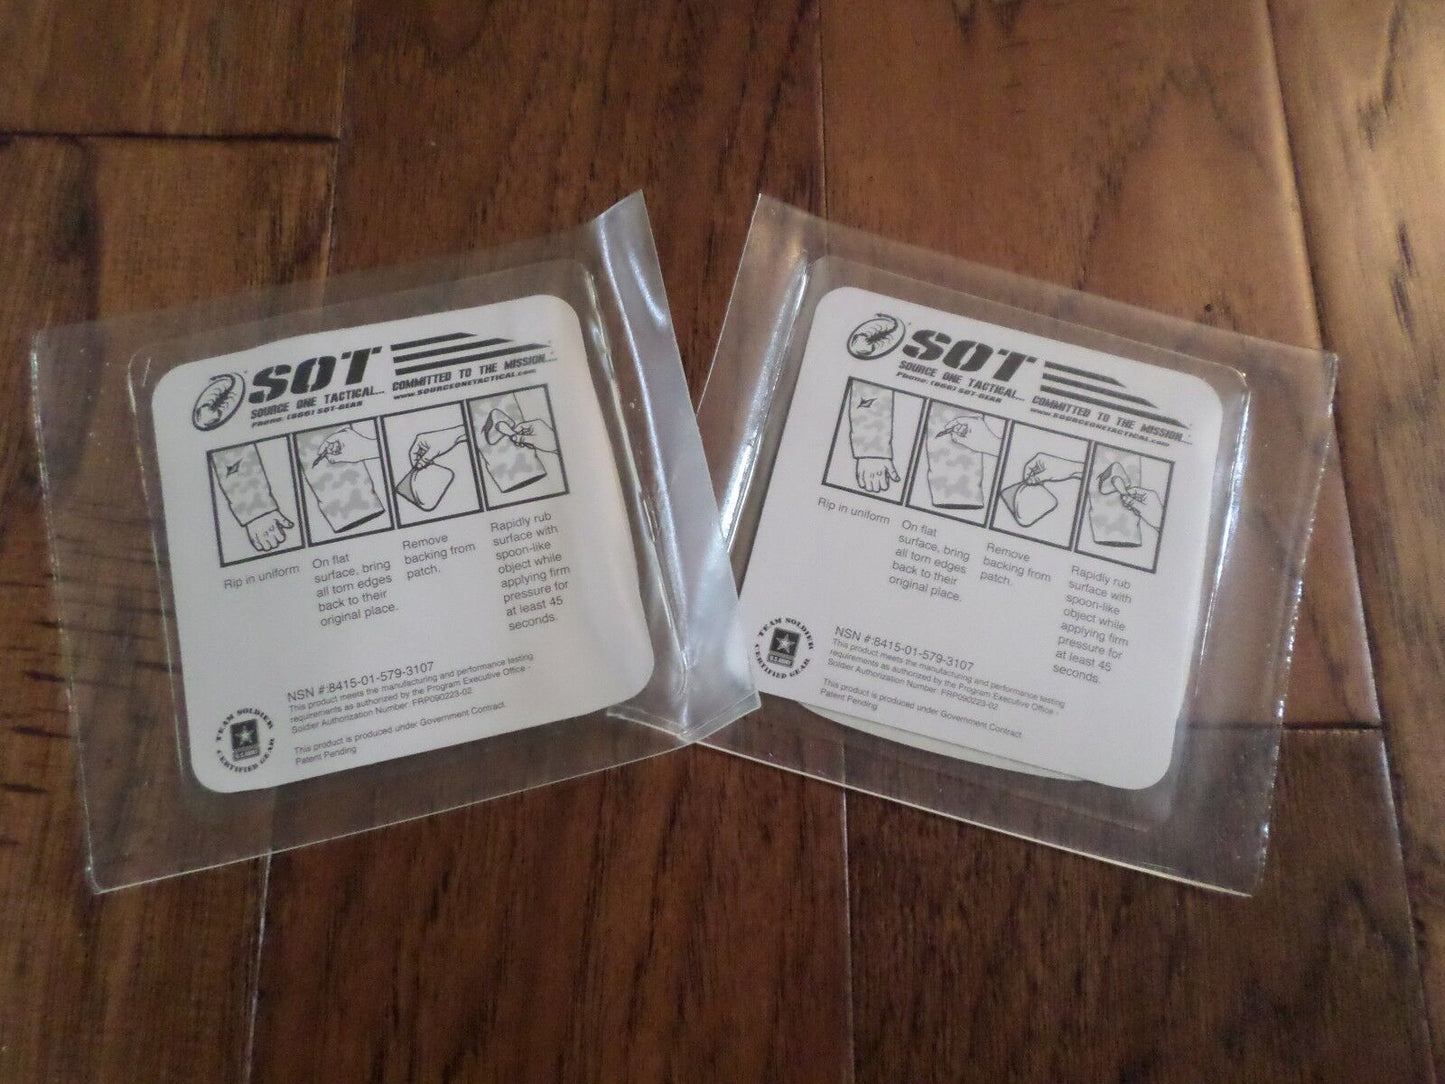 SOT
SOURCE ONE TACTICAL... COMMITTED TO THE MISSION...
Phone: (866) SOT-GEAR www.SOURCEONETACTICAL.com
Rip in uniform
On flat
surface, bring
all torn edges
back to their
original place.
Remove
backing from
patch.
Rapidly rub
surface with
spoon-like
object while
applying firm
pressure for
at least 45
seconds.
NSN #:8415-01-579-3107
This product meets the manufacturing and performance testing
requirements as authorized by the Program Executive Office -
Soldier Authorization Number: FRP090223-02
This product is produced under Government Contract.
Patent Pending
TEAM SOLDIER
U.S.ARMY
CERTIFIED GEAR
SOT
SOURCE ONE TACTICAL... COMMITTED TO THE MISSION...
Phone: (866) SOT-GEAR www.SOURCEONETACTICAL.com
Rip in uniform
On flat
surface, bring
all torn edges
back to their
original place.
Remove
backing from
patch.
Rapidly rub
surface with
spoon-like
object while
applying firm
pressure for
at least 45
seconds.
NSN #:8415-01-579-3107
This product meets the manufacturing and performance testing
requirements as authorized by the Program Executive Office -
Soldier Authorization Number: FRP090223-02
This product is produced under Government Contract.
Patent Pending
TEAM SOLDIER
U.S.ARMY
CERTIFIED GEAR